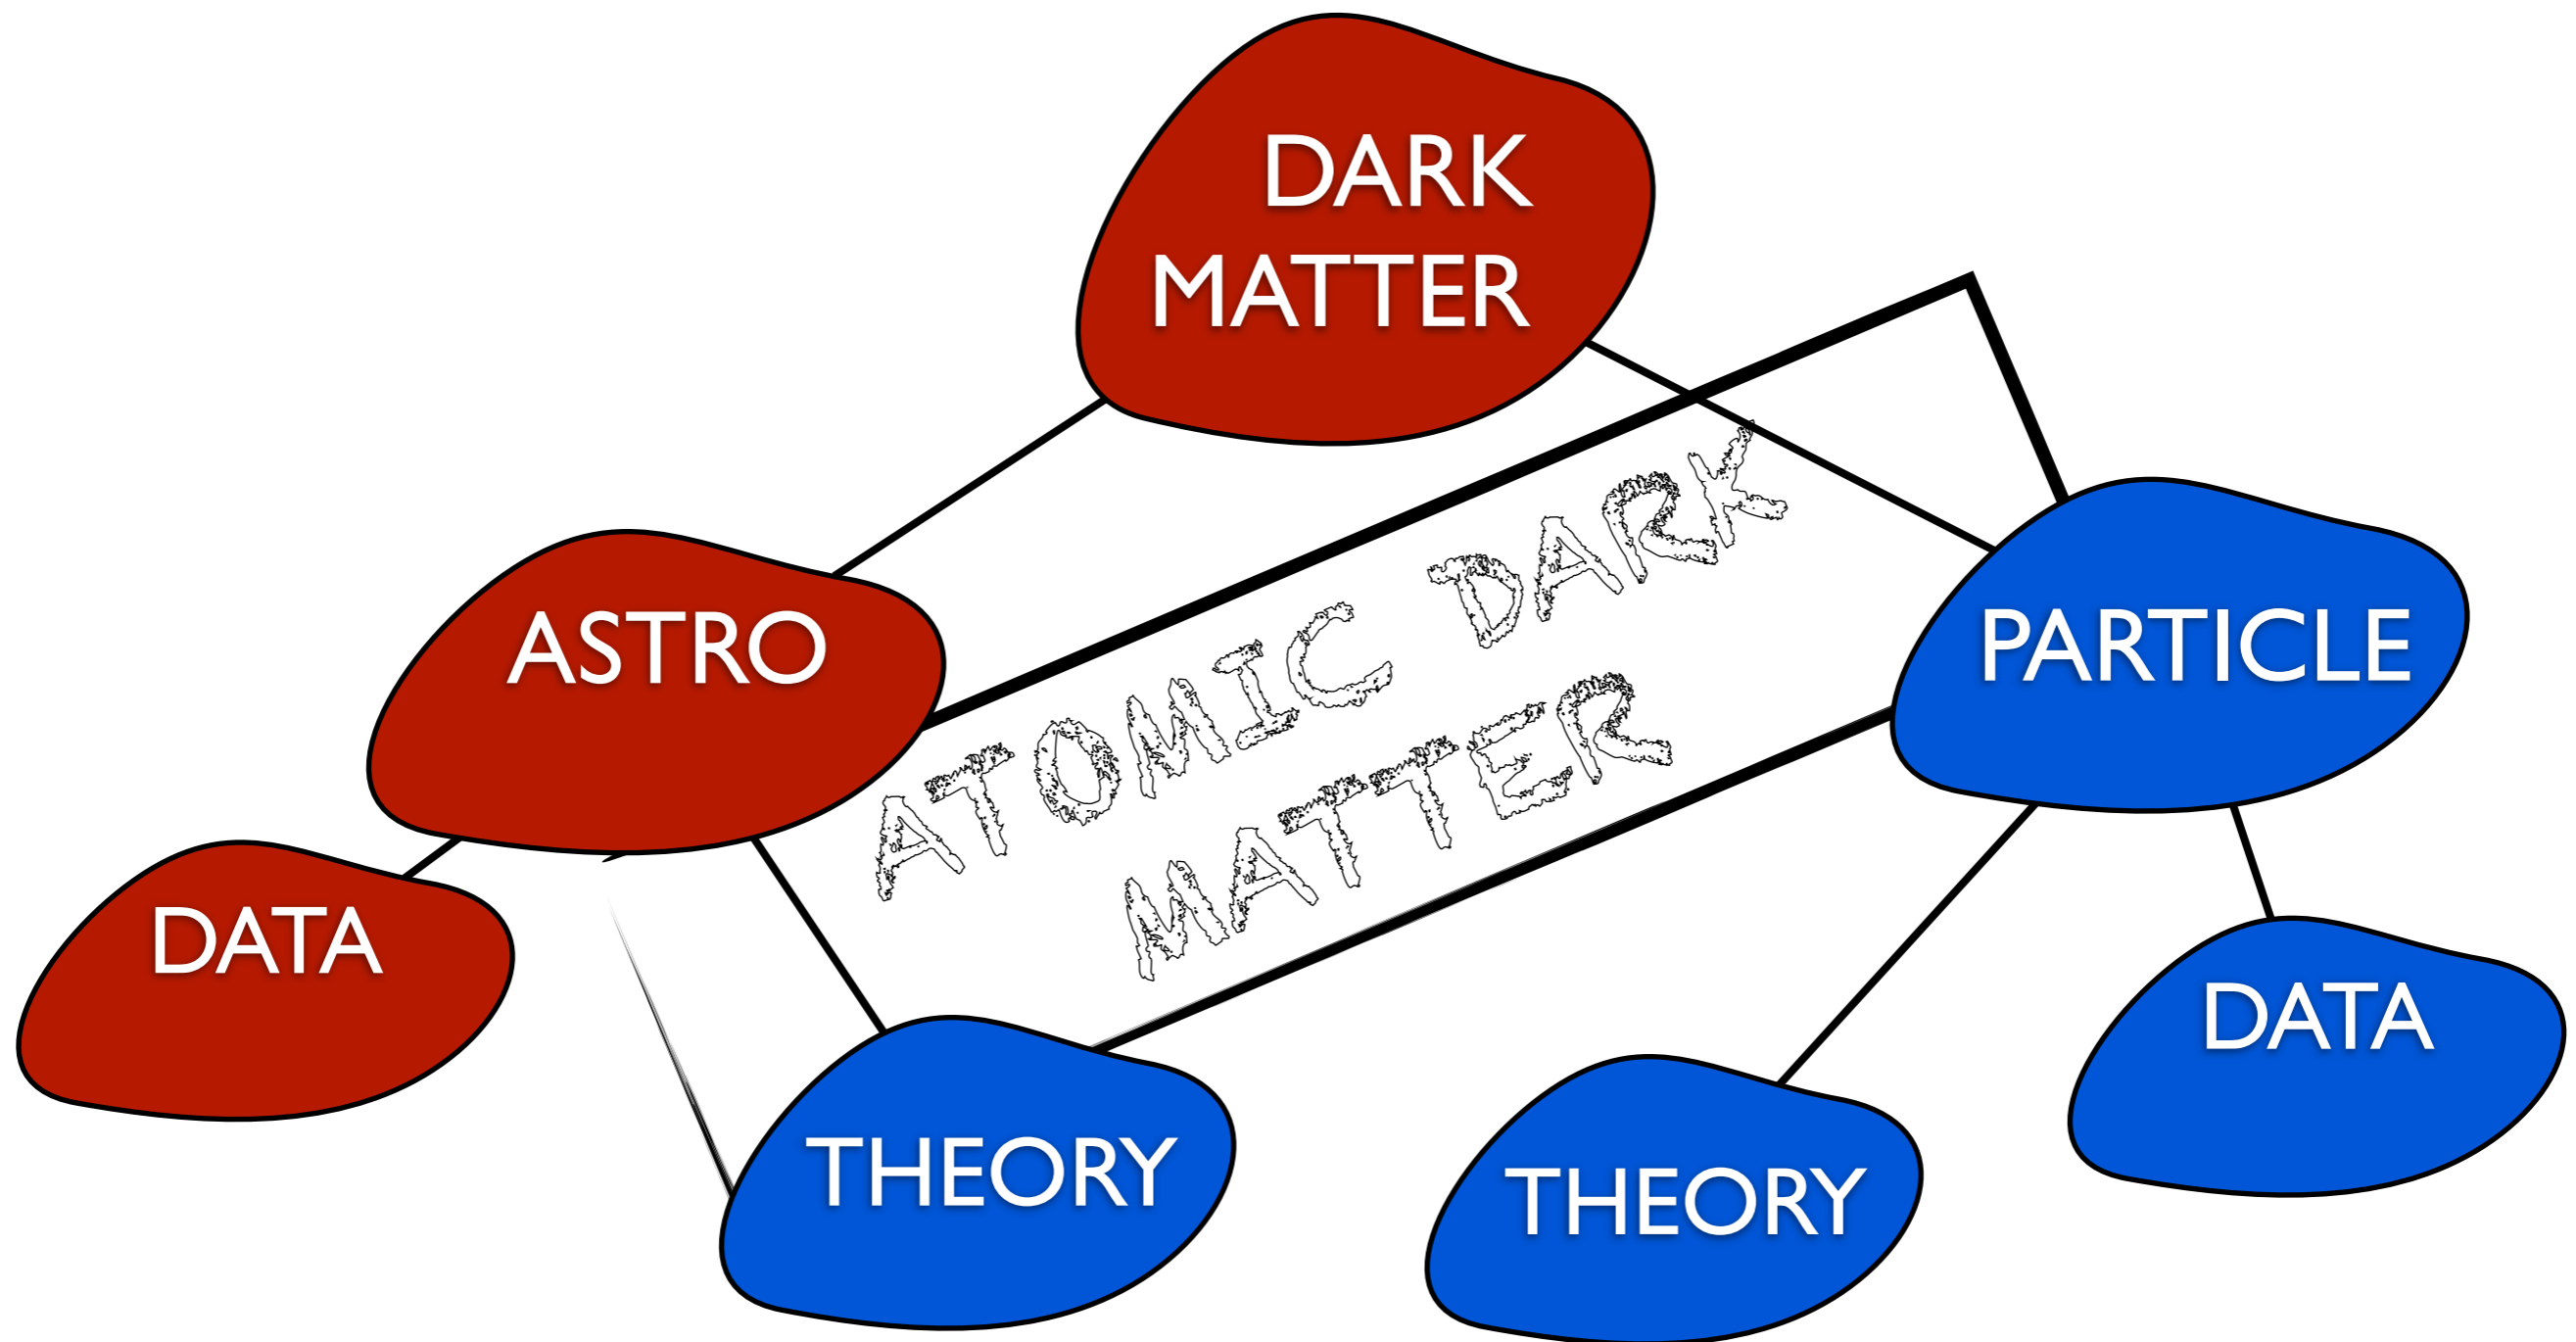 DARK
MATTER
ASTRO
PARTICLE
ATOMIC DARK
MATTER
DATA
THEORY
THEORY
DATA